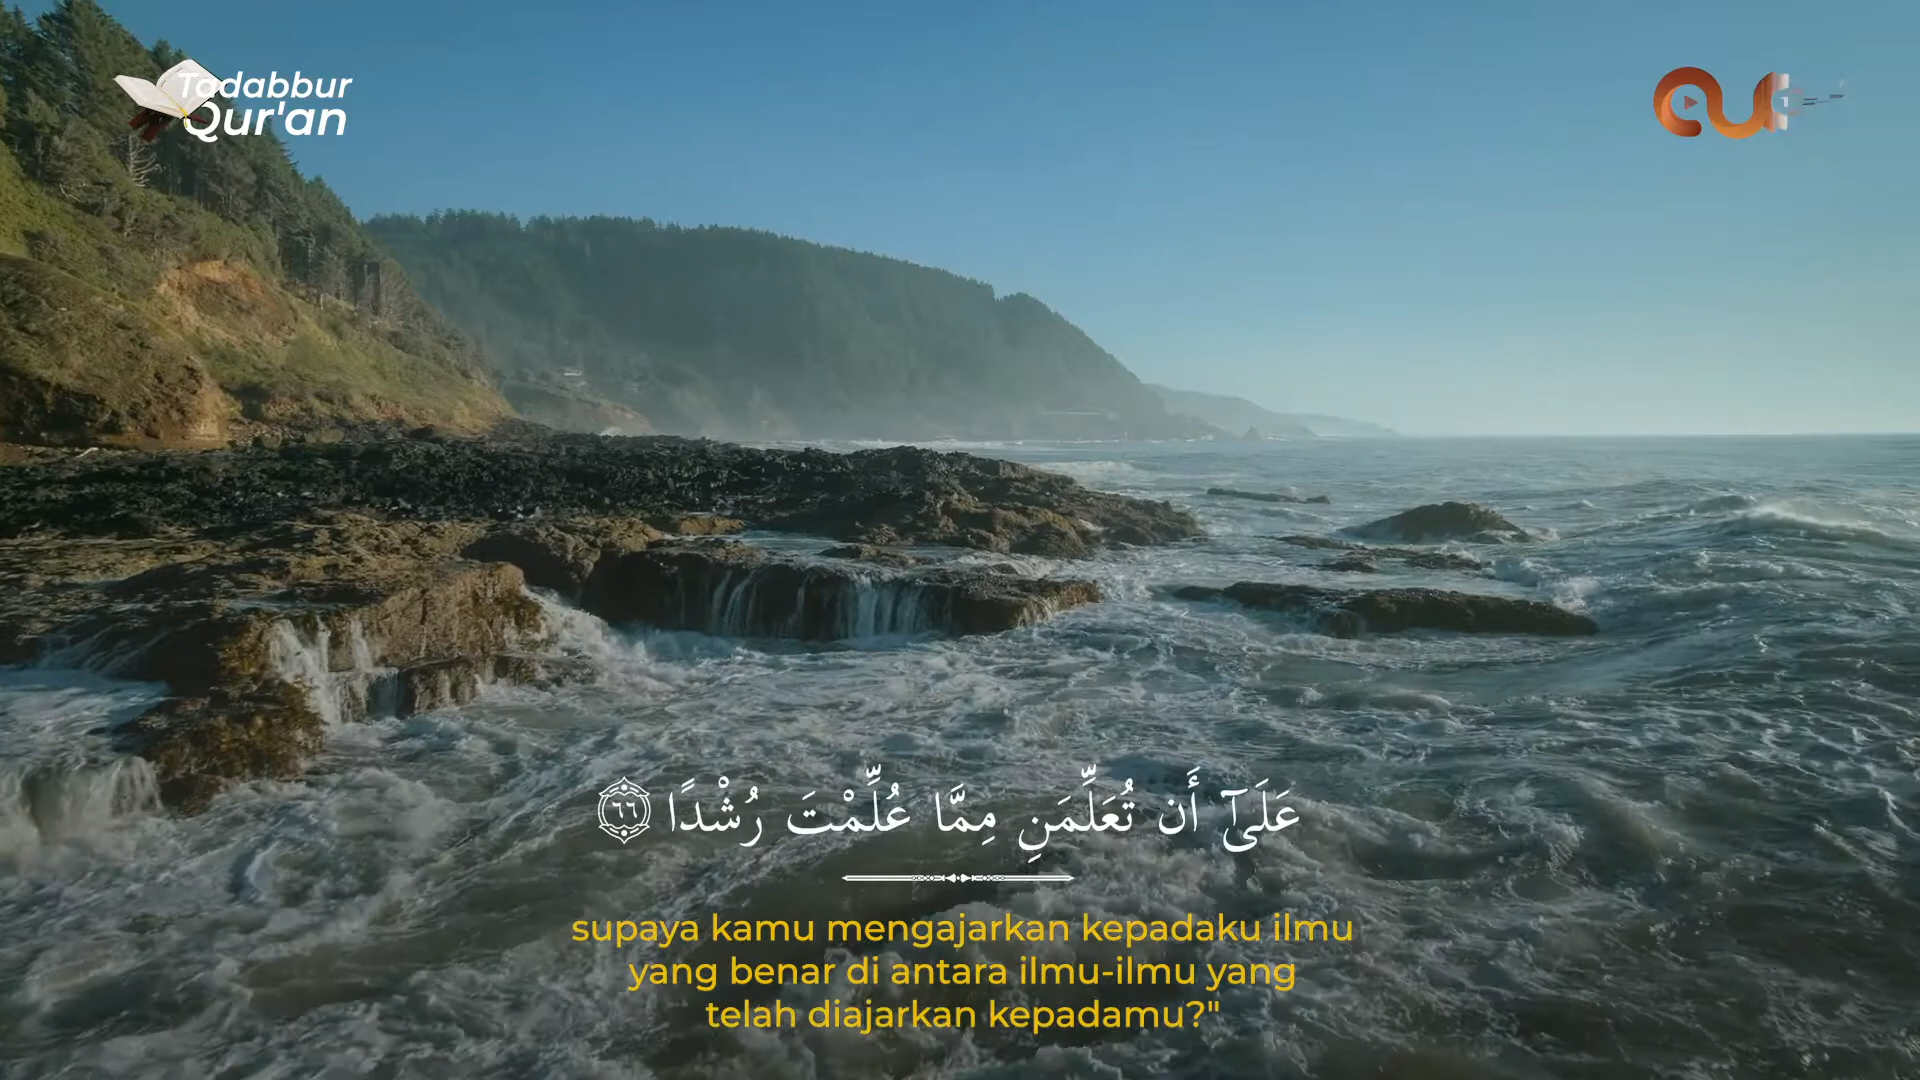 Tadabbur
Qur'an
عَلَىٰٓ أَن تُعَلِّمَنِ مِمَّا عُلِّمْتَ رُشْدًا ٦٦
supaya kamu mengajarkan kepadaku ilmu
yang benar di antara ilmu-ilmu yang
telah diajarkan kepadamu?"